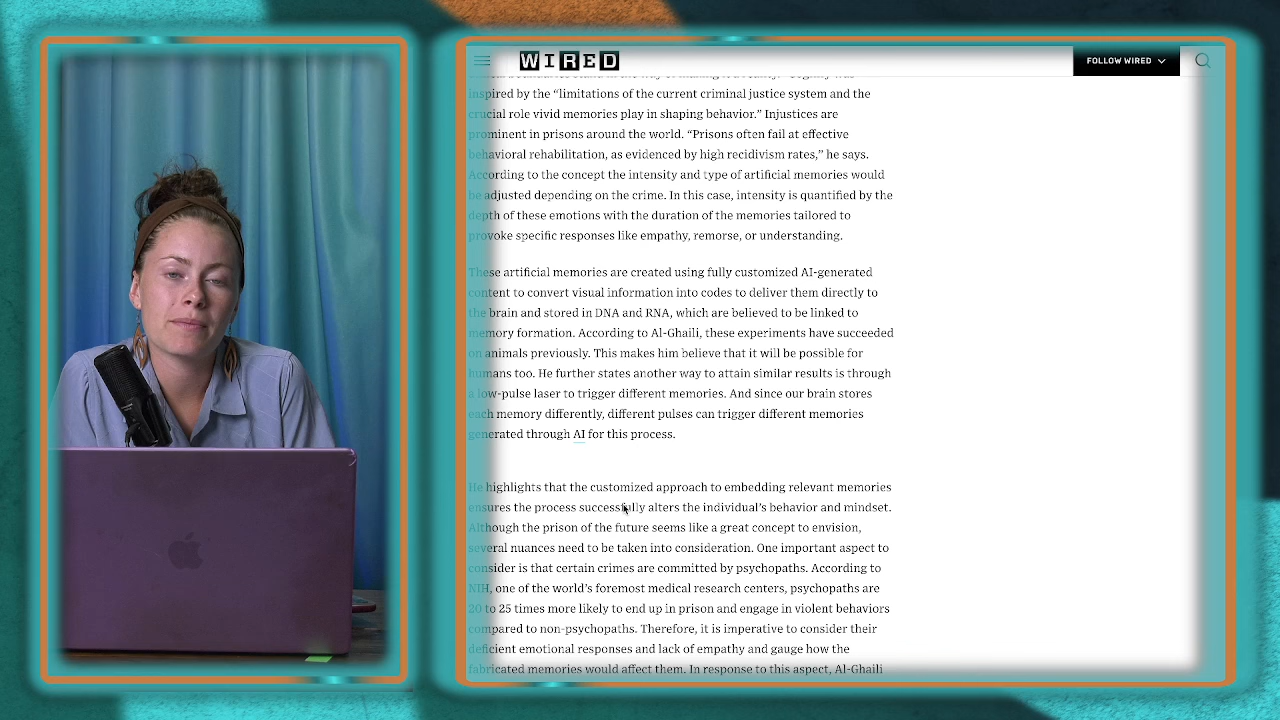 WIRED
FOLLOW WIRED
inspired by the “limitations of the current criminal justice system and the
crucial role vivid memories play in shaping behavior.” Injustices are
prominent in prisons around the world. “Prisons often fail at effective
behavioral rehabilitation, as evidenced by high recidivism rates,” he says.
According to the concept the intensity and type of artificial memories would
be adjusted depending on the crime. In this case, intensity is quantified by the
depth of these emotions with the duration of the memories tailored to
provoke specific responses like empathy, remorse, or understanding.
These artificial memories are created using fully customized AI-generated
content to convert visual information into codes to deliver them directly to
the brain and stored in DNA and RNA, which are believed to be linked to
memory formation. According to Al-Ghaili, these experiments have succeeded
on animals previously. This makes him believe that it will be possible for
humans too. He further states another way to attain similar results is through
a low-pulse laser to trigger different memories. And since our brain stores
each memory differently, different pulses can trigger different memories
generated through AI for this process.
He highlights that the customized approach to embedding relevant memories
ensures the process successfully alters the individual’s behavior and mindset.
Although the prison of the future seems like a great concept to envision,
several nuances need to be taken into consideration. One important aspect to
consider is that certain crimes are committed by psychopaths. According to
NIH, one of the world’s foremost medical research centers, psychopaths are
20 to 25 times more likely to end up in prison and engage in violent behaviors
compared to non-psychopaths. Therefore, it is imperative to consider their
deficient emotional responses and lack of empathy and gauge how the
fabricated memories would affect them. In response to this aspect, Al-Ghaili